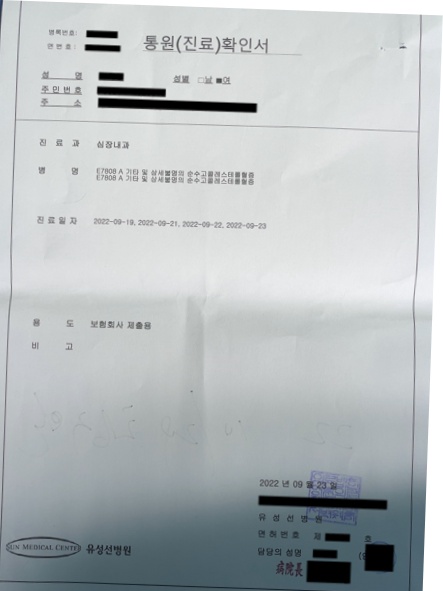 등록번호:
연 번 호:
통원(진료)확인서
성 명
성별 □남 ■여
주민번호
주 소
진 료 과 심장내과
병 명 E7808 A 기타 및 상세불명의 순수고콜레스테롤혈증
E7808 A 기타 및 상세불명의 순수고콜레스테롤혈증
진료일자 2022-09-19, 2022-09-21, 2022-09-22, 2022-09-23
용 도 보험회사 제출용
비 고
2022 년 09 월 23 일
유 성 선 병 원
면 허 번 호 제 호
담당의 성명
病院長
SUN MEDICAL CENTER 유성선병원